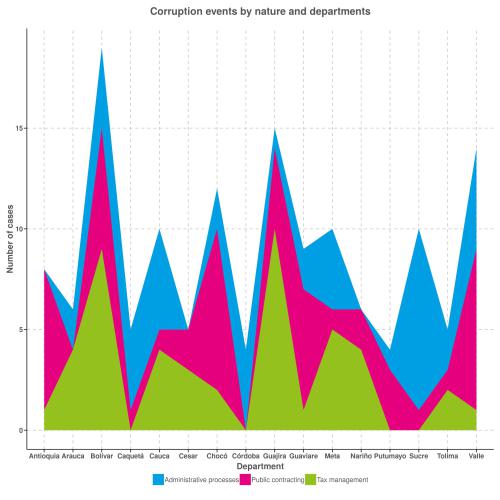 Corruption events by nature and departments
Number of cases
15
10
5
0
Antioquia Arauca Bolívar Caquetá Cauca Cesar Chocó Córdoba Guajira Guaviare Meta Nariño Putumayo Sucre Tolima Valle
Department
Administrative processes Public contracting Tax management